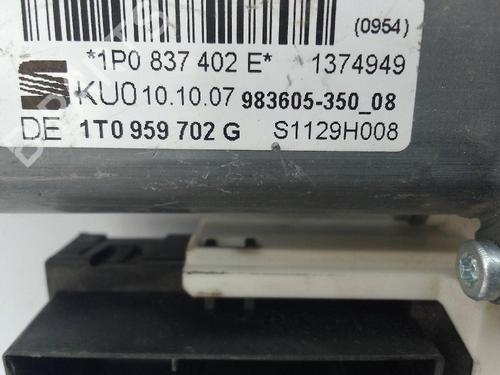 (0954)
*1P0 837 402 E* 1374949
KU0 10.10.07 983605-350_08
DE 1T0 959 702 G S1129H008